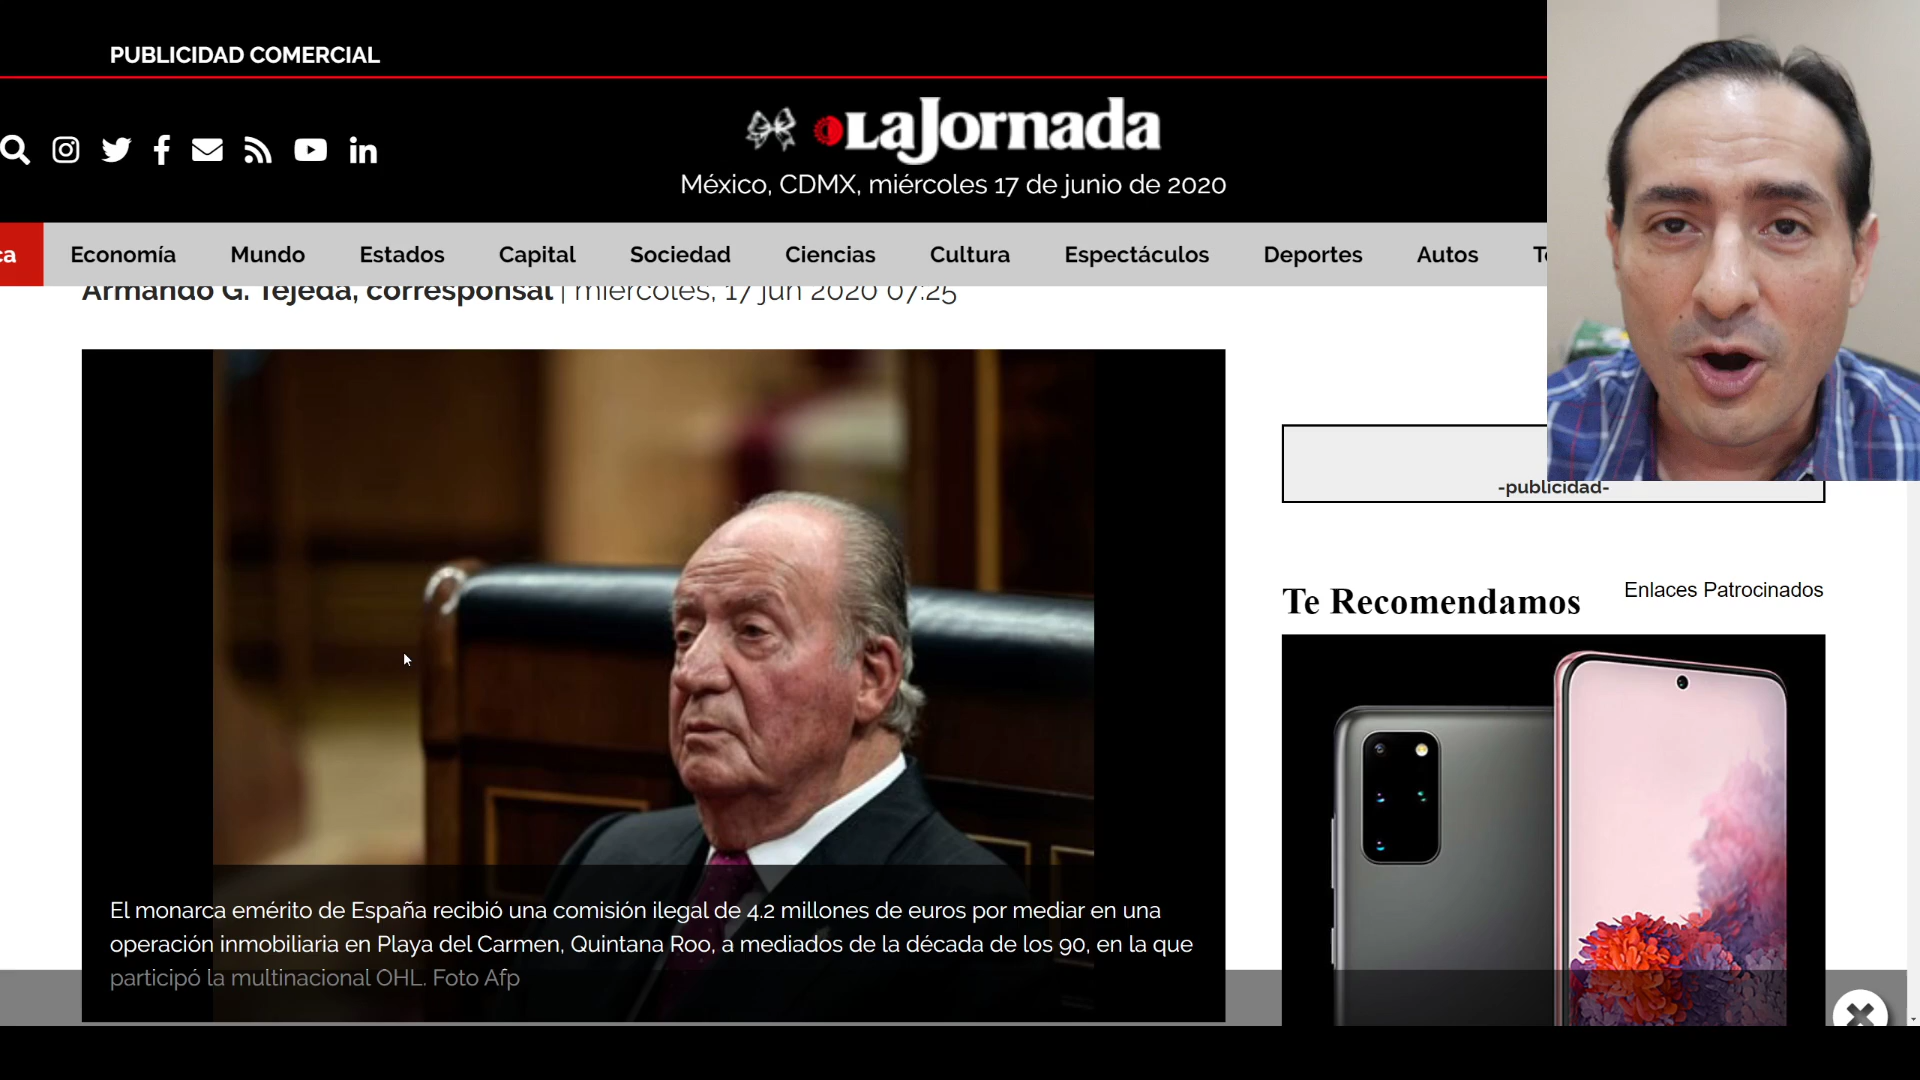 PUBLICIDAD COMERCIAL
LaJornada
México, CDMX, miércoles 17 de junio de 2020
ca Economía Mundo Estados Capital Sociedad Ciencias Cultura Espectáculos Deportes Autos
Armando G. Tejeda, corresponsal | miércoles, 17 jun 2020 07:25
-publicidad-
Te Recomendamos
Enlaces Patrocinados
El monarca emérito de España recibió una comisión ilegal de 4.2 millones de euros por mediar en una
operación inmobiliaria en Playa del Carmen, Quintana Roo, a mediados de la década de los 90, en la que
participó la multinacional OHL. Foto Afp